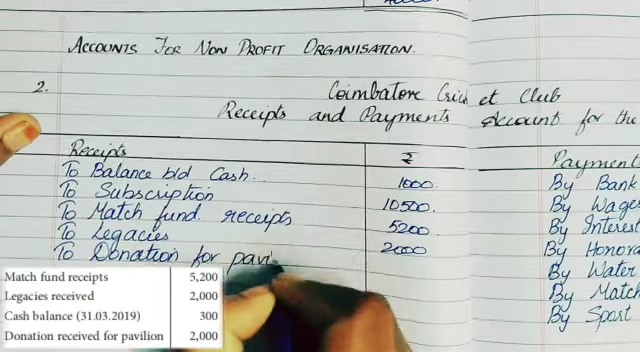 ACCOUNTS FOR NON PROFIT ORGANISATION.
2.
Coimbatore Cricket Club
Receipts and Payments Account for the
Receipts ₹ Payment
To Balance b/d Cash. 1000. By Bank
To Subscription 10500. By Wages
To Match fund receipts 5200 By Interest
To Legacies 2000 By Honora
To Donation for pavi By Water
By Match
By Sport
Match fund receipts 5,200
Legacies received 2,000
Cash balance (31.03.2019) 300
Donation received for pavilion 2,000